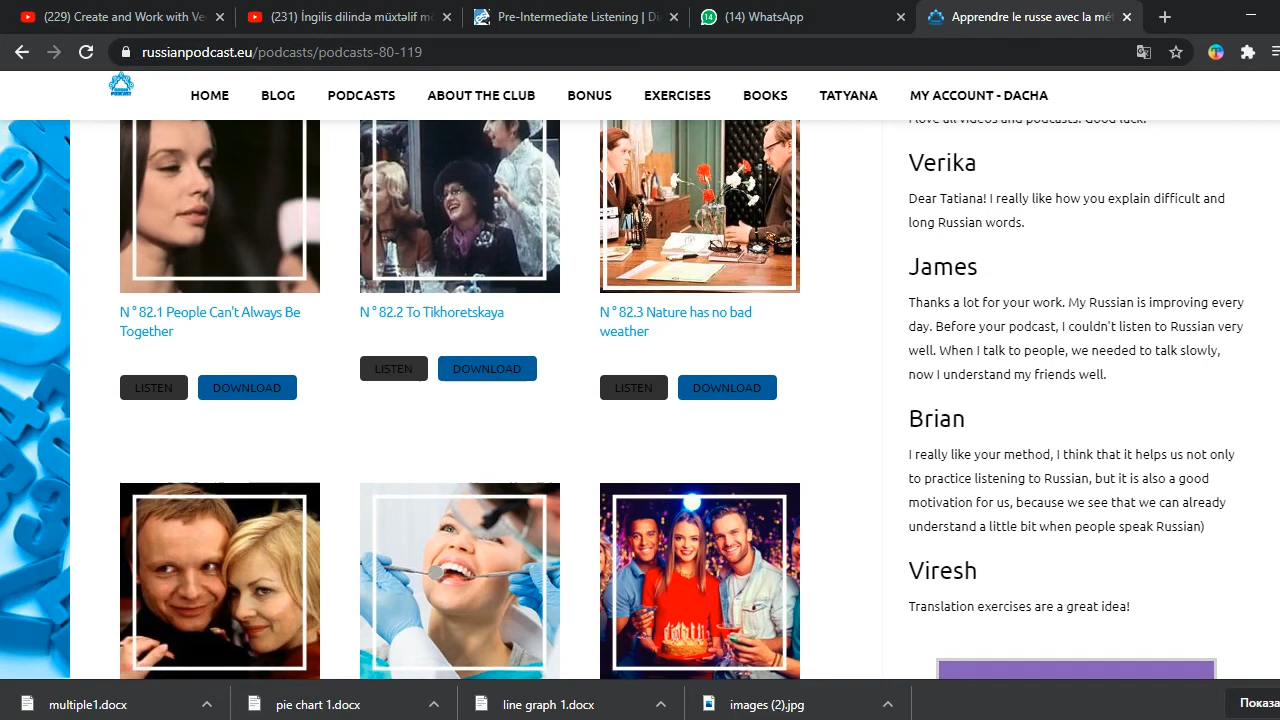 (229) Create and Work with Ve
(231) İngilis dilində müxtəlif mö
Pre-Intermediate Listening | Di
(14) WhatsApp
Apprendre le russe avec la mét
russianpodcast.eu/podcasts/podcasts-80-119
HOME
BLOG
PODCASTS
ABOUT THE CLUB
BONUS
EXERCISES
BOOKS
TATYANA
MY ACCOUNT - DACHA
I love all videos and podcasts. Good luck!
Verika
Dear Tatiana! I really like how you explain difficult and
long Russian words.
James
Thanks a lot for your work. My Russian is improving every
day. Before your podcast, I couldn't listen to Russian very
well. When I talk to people, we needed to talk slowly,
now I understand my friends well.
Brian
I really like your method, I think that it helps us not only
to practice listening to Russian, but it is also a good
motivation for us, because we see that we can already
understand a little bit when people speak Russian)
Viresh
Translation exercises are a great idea!
N ° 82.1 People Can't Always Be
Together
LISTEN
DOWNLOAD
N ° 82.2 To Tikhoretskaya
LISTEN
DOWNLOAD
N ° 82.3 Nature has no bad
weather
LISTEN
DOWNLOAD
multiple1.docx
pie chart 1.docx
line graph 1.docx
images (2).jpg
Показа